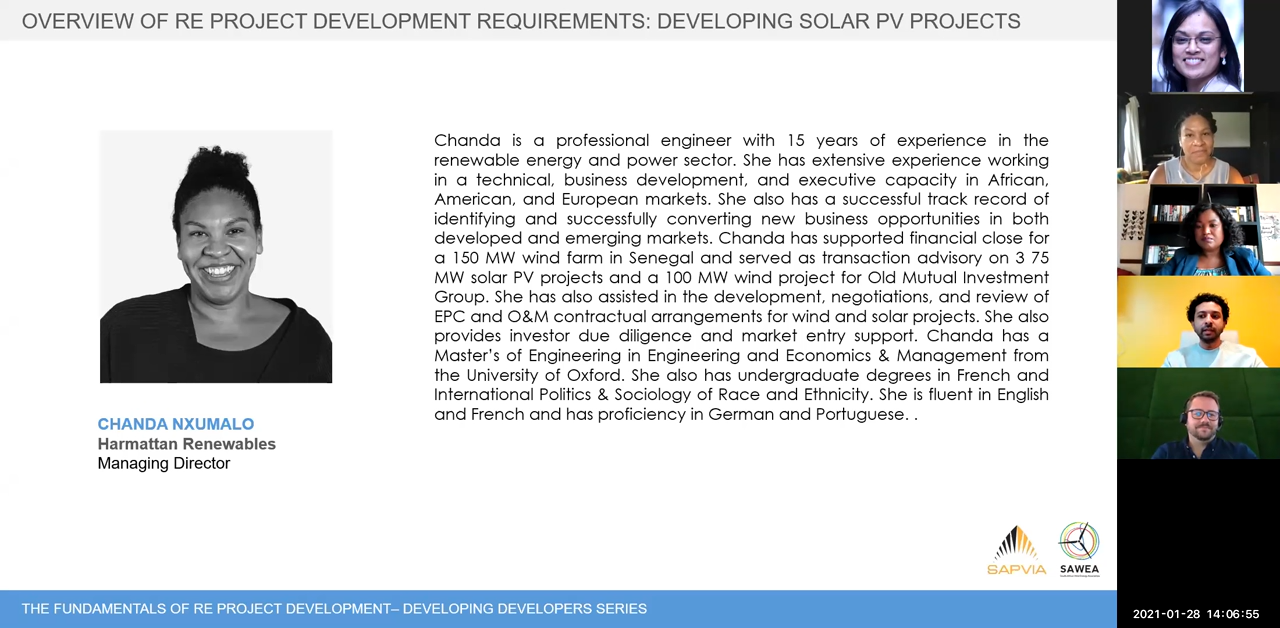 OVERVIEW OF RE PROJECT DEVELOPMENT REQUIREMENTS: DEVELOPING SOLAR PV PROJECTS
Chanda is a professional engineer with 15 years of experience in the
renewable energy and power sector. She has extensive experience working
in a technical, business development, and executive capacity in African,
American, and European markets. She also has a successful track record of
identifying and successfully converting new business opportunities in both
developed and emerging markets. Chanda has supported financial close for
a 150 MW wind farm in Senegal and served as transaction advisory on 3 75
MW solar PV projects and a 100 MW wind project for Old Mutual Investment
Group. She has also assisted in the development, negotiations, and review of
EPC and O&M contractual arrangements for wind and solar projects. She also
provides investor due diligence and market entry support. Chanda has a
Master's of Engineering in Engineering and Economics & Management from
the University of Oxford. She also has undergraduate degrees in French and
International Politics & Sociology of Race and Ethnicity. She is fluent in English
and French and has proficiency in German and Portuguese. .
CHANDA NXUMALO
Harmattan Renewables
Managing Director
SAPVIA
SAWEA
THE FUNDAMENTALS OF RE PROJECT DEVELOPMENT– DEVELOPING DEVELOPERS SERIES
2021-01-28 14:06:55